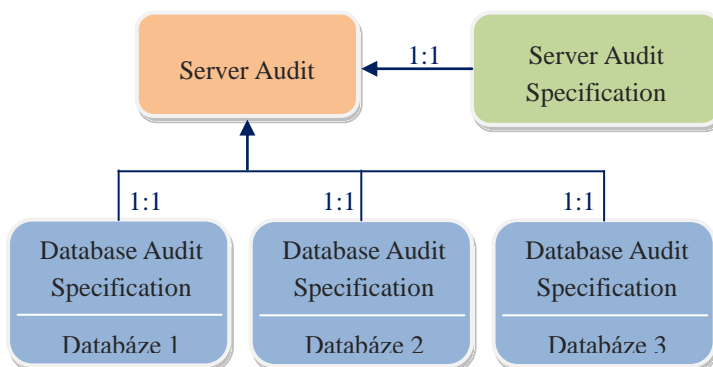 Server Audit
1:1
Server Audit
Specification
1:1
1:1
1:1
Database Audit
Specification
Databáze 1
Database Audit
Specification
Databáze 2
Database Audit
Specification
Databáze 3